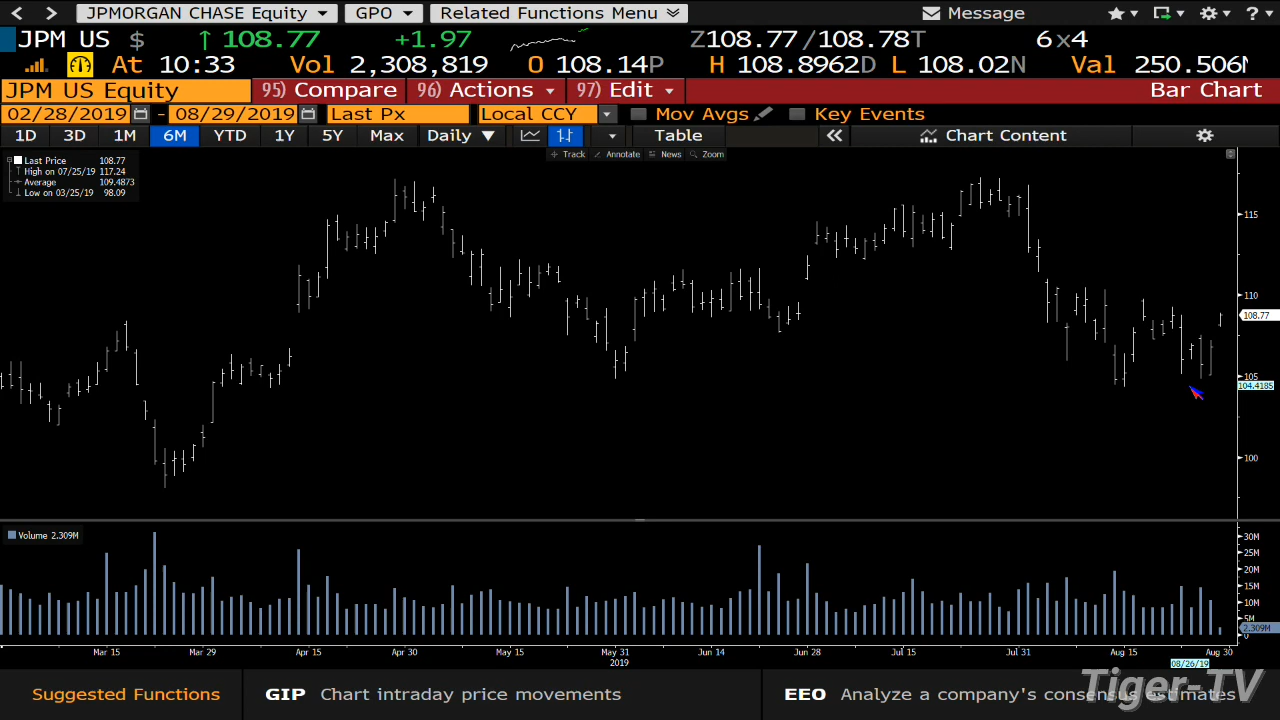 JPMORGAN CHASE Equity GPO Related Functions Menu Message ?
JPM US $ ↑ 108.77 +1.97 Z108.77/108.78T 6x4
At 10:33 Vol 2,308,819 O 108.14P H 108.8962D L 108.02N Val 250.506M
JPM US Equity 95) Compare 96) Actions 97) Edit Bar Chart
02/28/2019 - 08/29/2019 Last Px Local CCY Mov Avgs Key Events
1D 3D 1M 6M YTD 1Y 5Y Max Daily ▼ Table « Chart Content
Track Annotate News Zoom
Last Price 108.77
High on 07/25/19 117.24
Average 109.4873
Low on 03/25/19 98.09
115
110
108.77
105
104.4185
100
Volume 2.309M
30M
25M
20M
15M
10M
5M
2.309M
0
Mar 15 Mar 29 Apr 15 Apr 30 May 15 May 31 Jun 14 Jun 28 Jul 15 Jul 31 Aug 15 Aug 30
2019 08/26/19
Suggested Functions GIP Chart intraday price movements EEO Analyze a company's consensus estimates
Tiger-TV